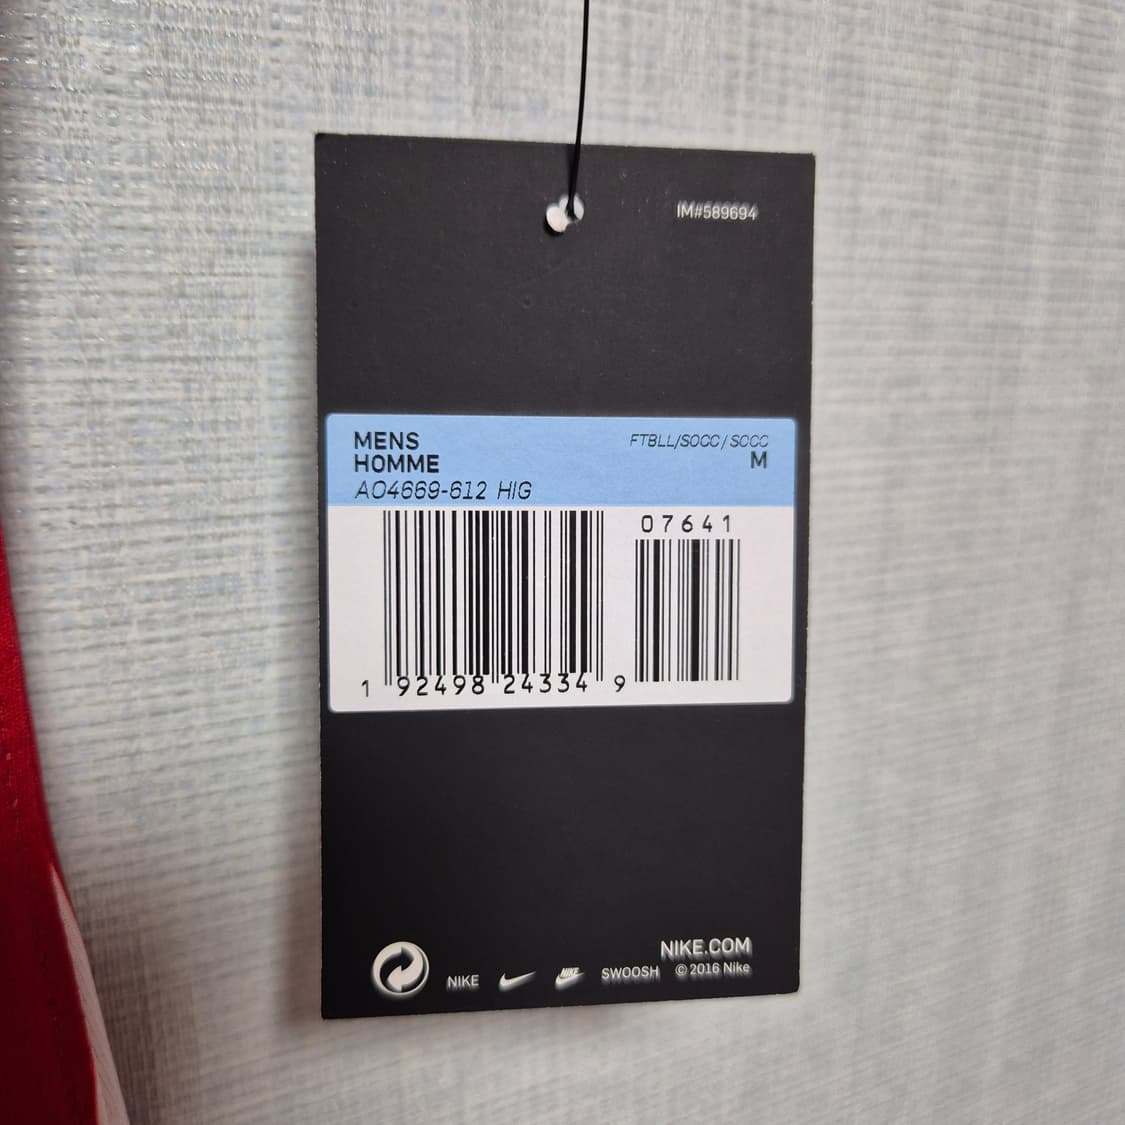 IM#589694
MENS
HOMME
FTBLL/SOCC/SOCC
M
AO4669-612 HIG
07641
1 92498 24334 9
NIKE.COM
NIKE NIKE SWOOSH © 2016 Nike